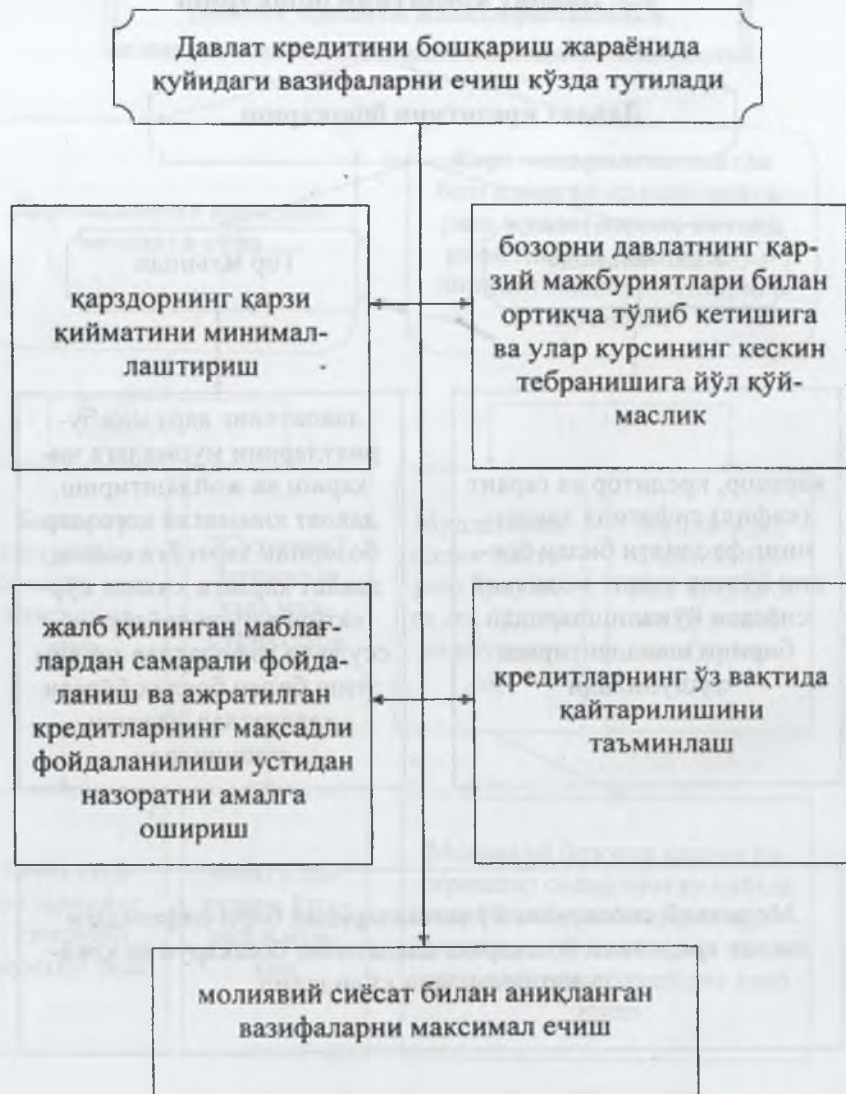 Давлат кредитини бошқариш жараёнида
қуйидаги вазифаларни ечиш кўзда тутилади
қарздорнинг қарзи
қийматини минимал-
лаштириш
бозорни давлатнинг қар-
зий мажбуриятлари билан
ортиқча тўлиб кетишига
ва улар курсининг кескин
тебранишига йўл қўй-
маслик
жалб қилинган маблағ-
лардан самарали фойда-
ланиш ва ажратилган
кредитларнинг мақсадли
фойдаланилиши устидан
назоратни амалга
ошириш
кредитларнинг ўз вақтида
қайтарилишини
таъминлаш
молиявий сиёсат билан аниқланган
вазифаларни максимал ечиш